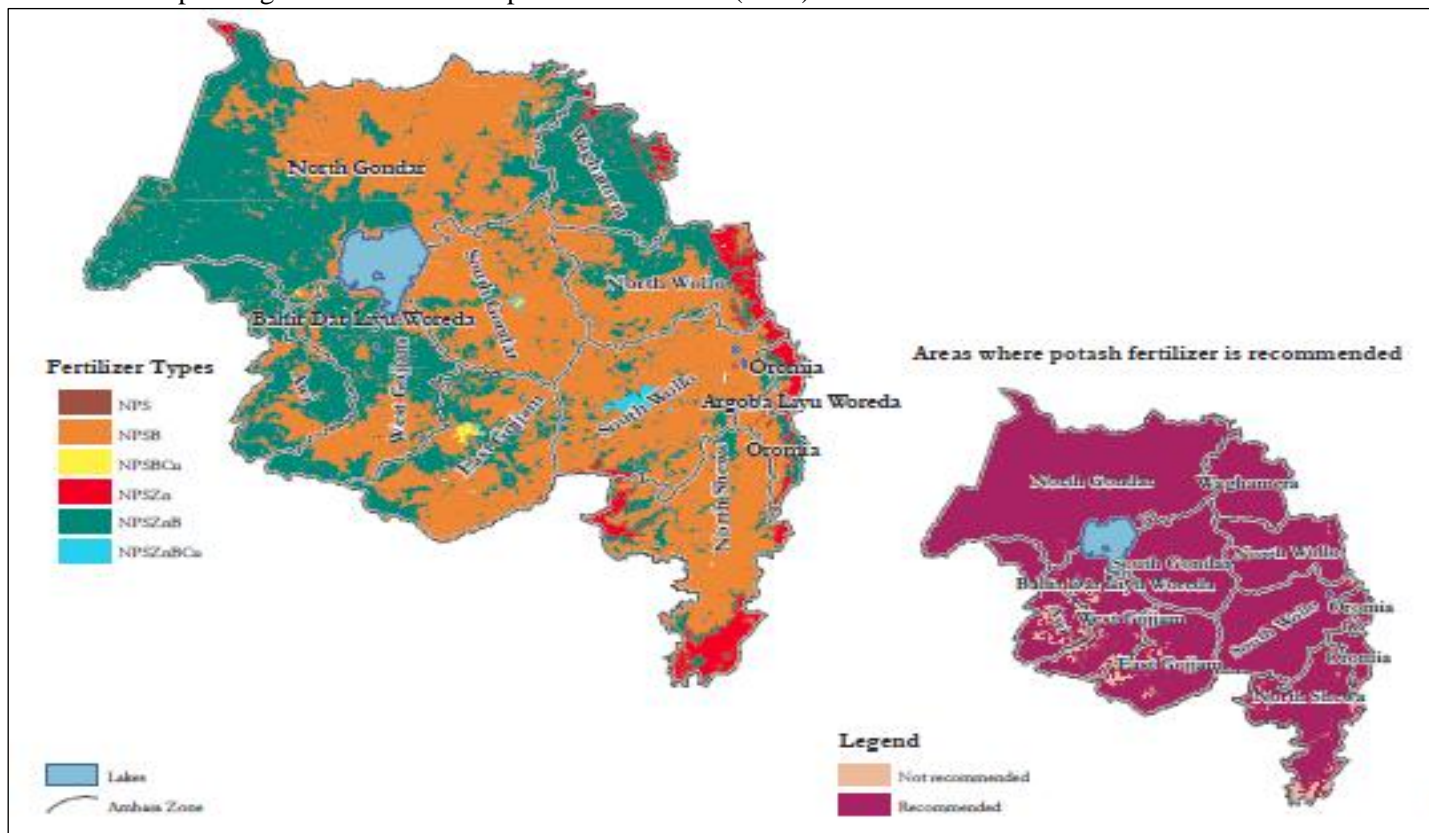 North Gondar
Waghamera
South Gondar
North Wollo
Bahir Dar Liyu Woreda
Awi
West Gojjam
East Gojjam
South Wollo
Oromia
Argoba Liyu Woreda
Oromia
North Shewa
Fertilizer Types
NPS
NPSB
NPSBCu
NPSZn
NPSZnB
NPSZnBCu
Lakes
Amhara Zone
Areas where potash fertilizer is recommended
North Gondar
Waghamera
South Gondar
North Wollo
Bahir Dar Liyu Woreda
Awi
West Gojjam
East Gojjam
South Wollo
Oromia
Oromia
North Shewa
Legend
Not recommended
Recommended